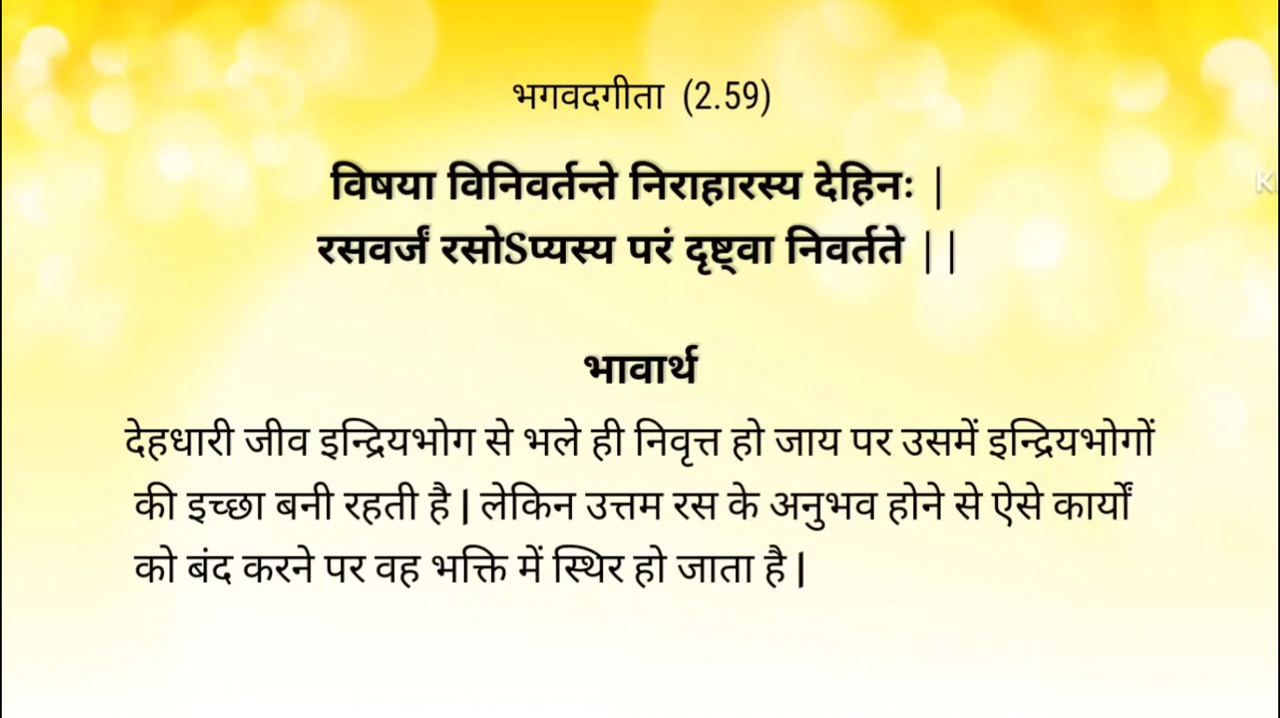 भगवदगीता (2.59)
विषया विनिवर्तन्ते निराहारस्य देहिनः |
रसवर्जं रसोSप्यस्य परं दृष्ट्वा निवर्तते ||
भावार्थ
देहधारी जीव इन्द्रियभोग से भले ही निवृत्त हो जाय पर उसमें इन्द्रियभोगों
की इच्छा बनी रहती है | लेकिन उत्तम रस के अनुभव होने से ऐसे कार्यों
को बंद करने पर वह भक्ति में स्थिर हो जाता है |
K